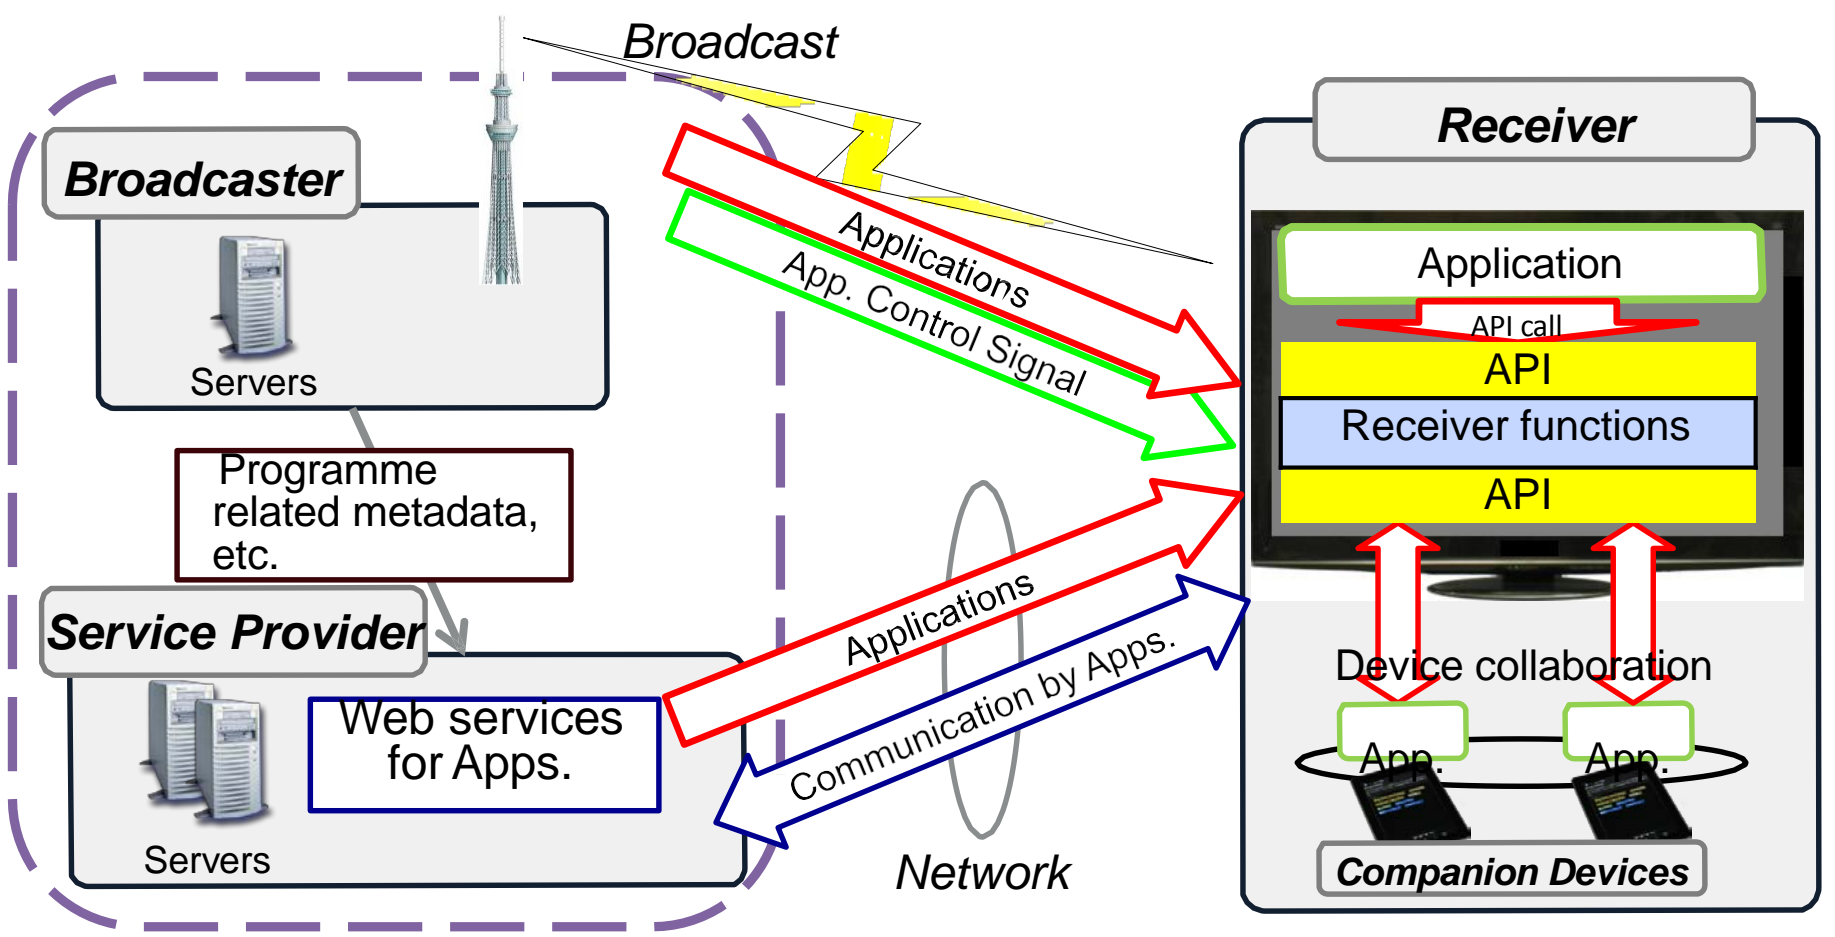 Broadcast
Receiver
Broadcaster
Servers
Programme
related metadata,
etc.
Service Provider
Web services
for Apps.
Servers
Applications
App. Control Signal
Applications
Communication by Apps.
Network
Application
API call
API
Receiver functions
API
Device collaboration
App.
App.
Companion Devices